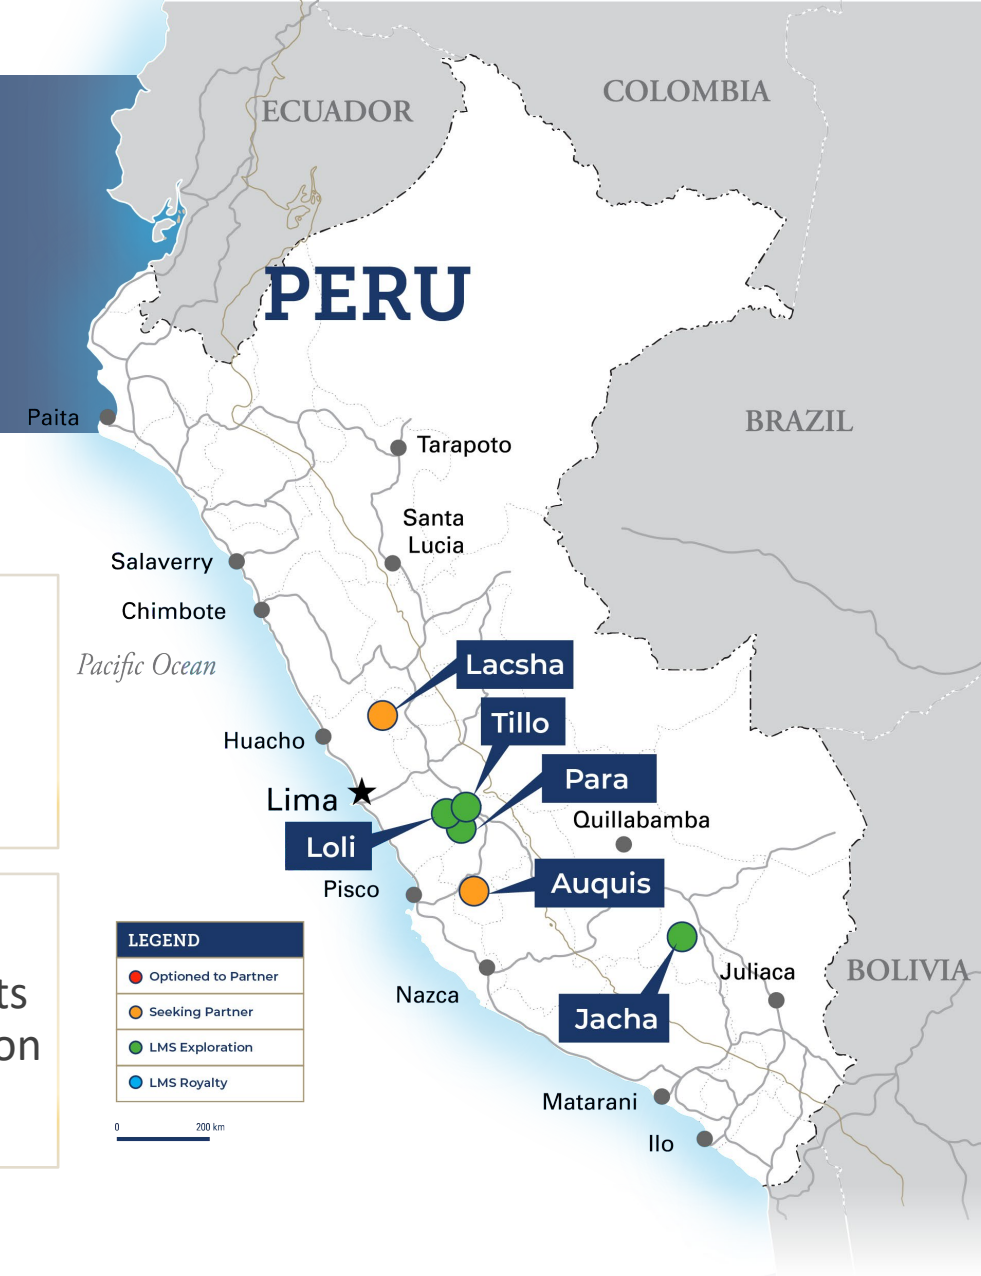 COLOMBIA
ECUADOR
PERU
BRAZIL
Paita
Tarapoto
Santa
Lucia
Salaverry
Chimbote
Pacific Ocean
Lacsha
Tillo
Huacho
Para
Lima
Quillabamba
Loli
Pisco
Auquis
LEGEND
Optioned to Partner
Seeking Partner
LMS Exploration
LMS Royalty
0 200 km
Juliaca
BOLIVIA
Nazca
ts
on
Jacha
Matarani
Ilo